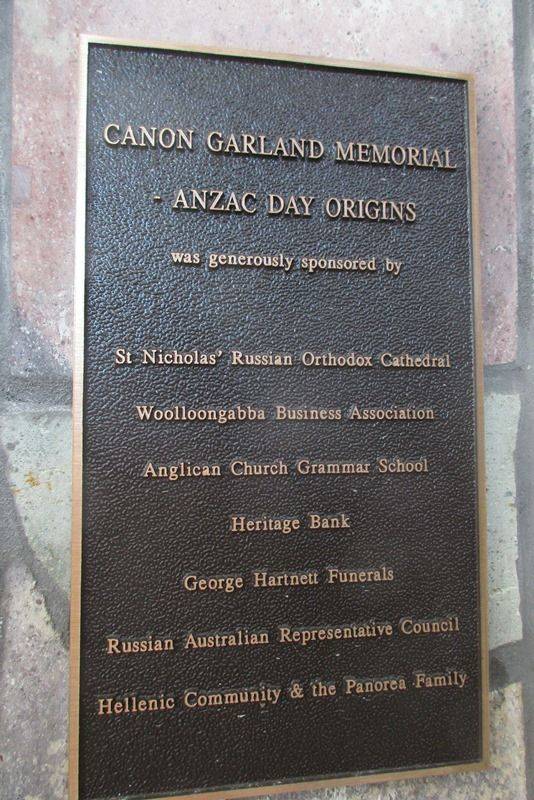 CANON GARLAND MEMORIAL
- ANZAC DAY ORIGINS
was generously sponsored by
St Nicholas' Russian Orthodox Cathedral
Woolloongabba Business Association
Anglican Church Grammar School
Heritage Bank
George Hartnett Funerals
Russian Australian Representative Council
Hellenic Community & the Panorea Family